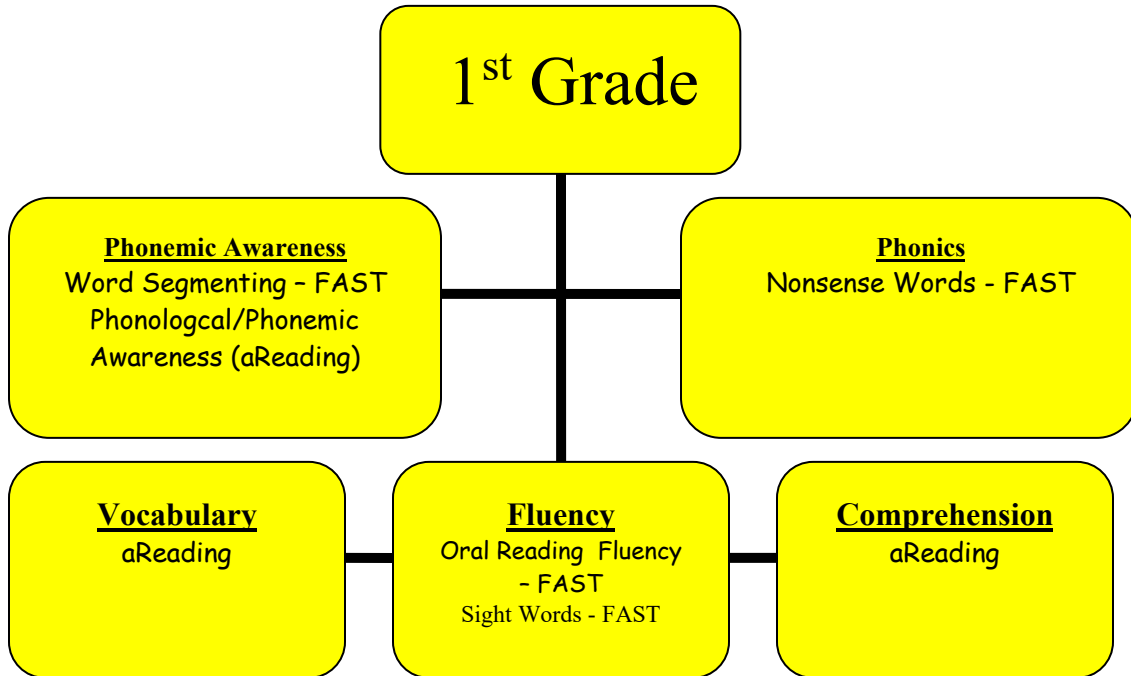 1st Grade
Phonemic Awareness
Word Segmenting – FAST
Phonologcal/Phonemic
Awareness (aReading)
Phonics
Nonsense Words - FAST
Vocabulary
aReading
Fluency
Oral Reading Fluency
– FAST
Sight Words - FAST
Comprehension
aReading